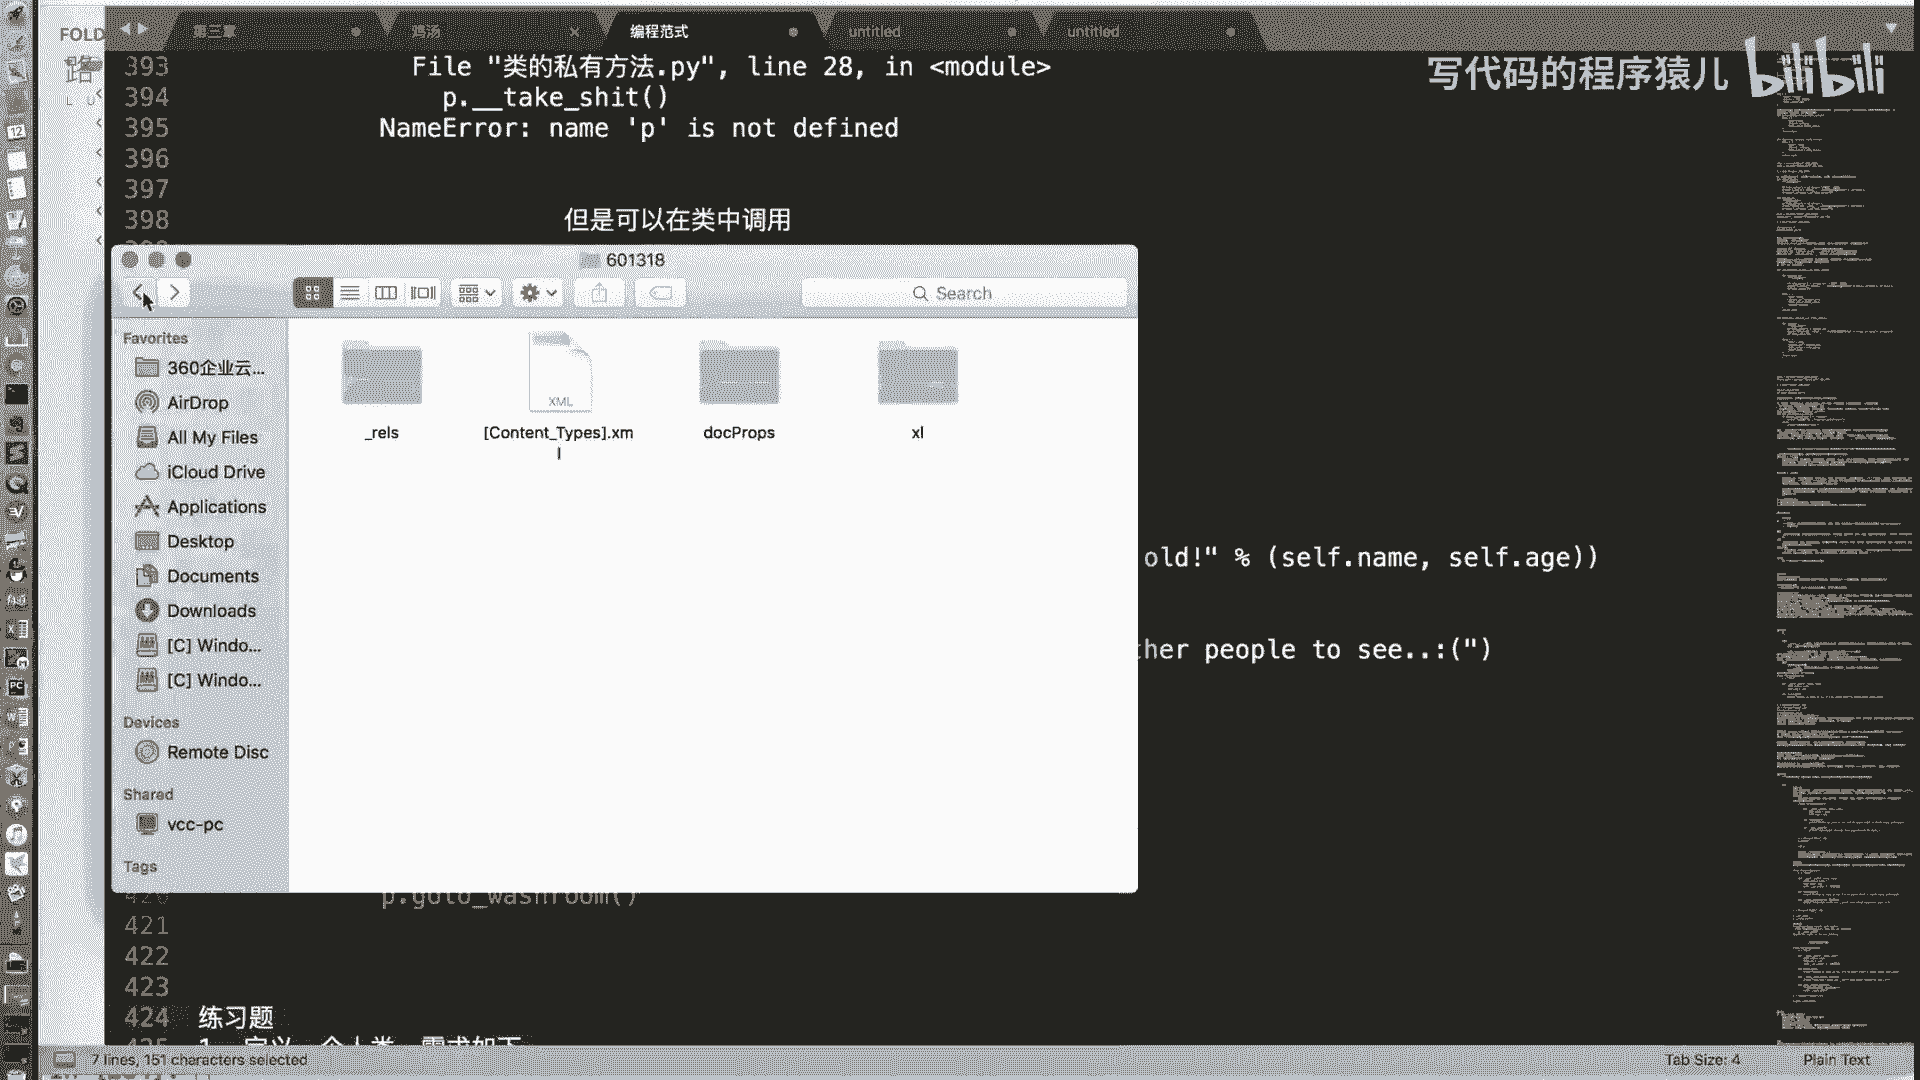 FOLD
第三章
鸡汤
编程范式
untitled
untitled
写代码的程序猿儿 bilibili
393 File "类的私有方法.py", line 28, in <module>
394 p.__take_shit()
395 NameError: name 'p' is not defined
396
397
398 但是可以在类中调用
601318
Search
Favorites
360企业云...
AirDrop
All My Files
iCloud Drive
Applications
Desktop
Documents
Downloads
[C] Windo...
[C] Windo...
Devices
Remote Disc
Shared
vcc-pc
Tags
_rels
XML
[Content_Types].xm
l
docProps
xl
old!" % (self.name, self.age))
ther people to see..:(")
420 p.goto_washroom()
421
422
423
424 练习题
7 lines, 151 characters selected
Tab Size: 4
Plain Text